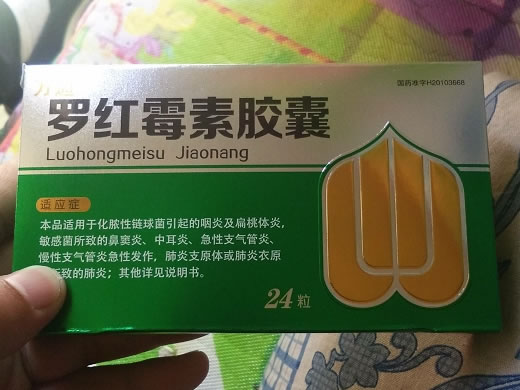 国药准字H20103668
罗红霉素胶囊
Luohongmeisu Jiaonang
适应症
本品适用于化脓性链球菌引起的咽炎及扁桃体炎,
敏感菌所致的鼻窦炎、中耳炎、急性支气管炎、
慢性支气管炎急性发作,肺炎支原体或肺炎衣原
所致的肺炎;其他详见说明书。
24粒